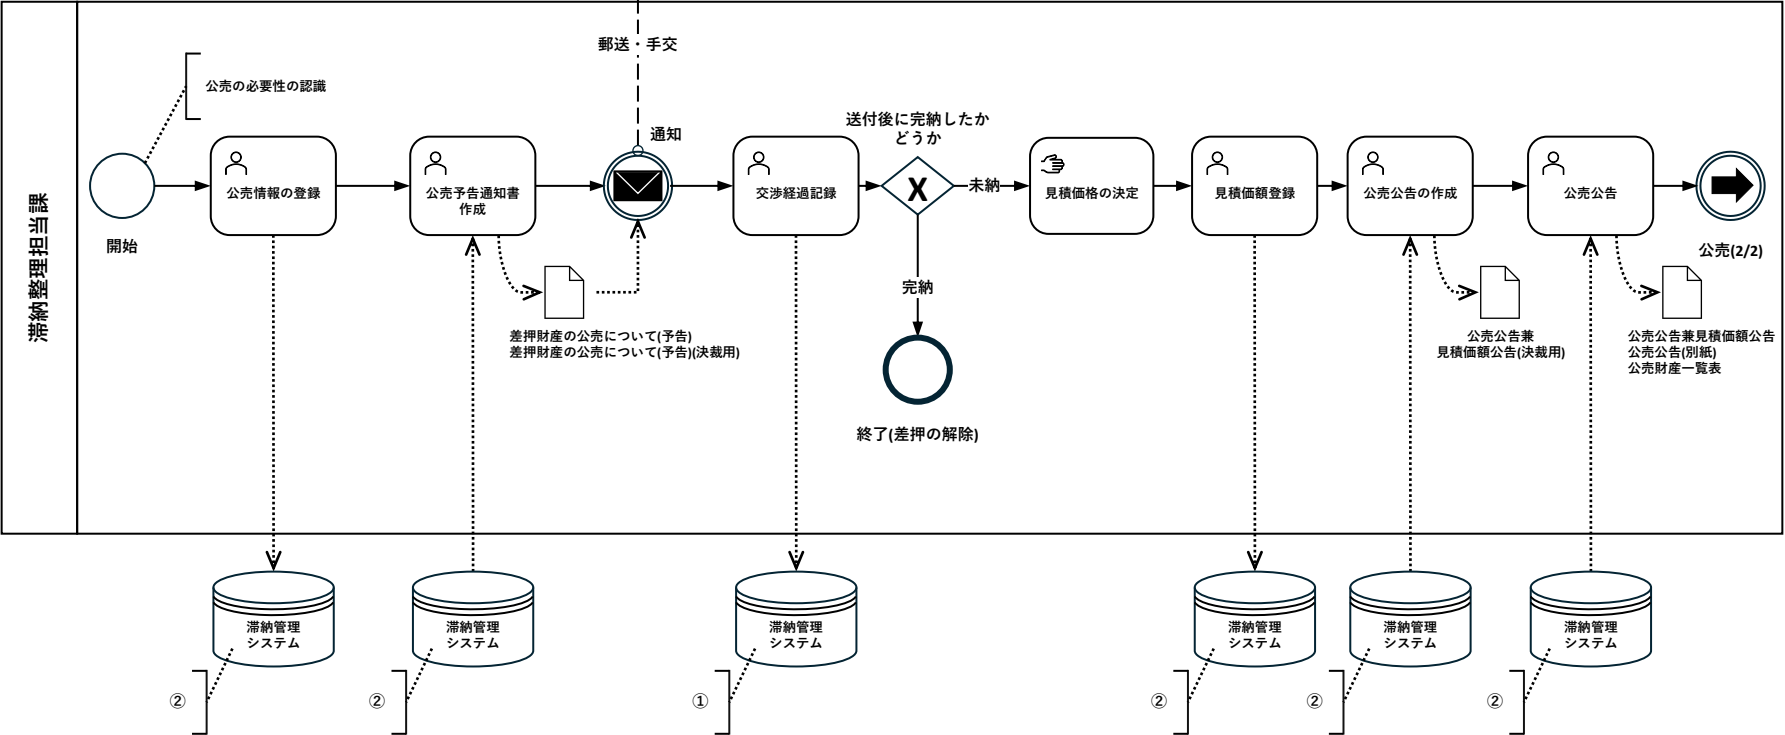 郵送・手交
公売の必要性の認識
通知
送付後に完納したか
どうか
滞納整理担当課
開始
公売情報の登録
公売予告通知書
作成
交渉経過記録
X
未納
見積価格の決定
見積価額登録
公売公告の作成
公売公告
公売(2/2)
完納
差押財産の公売について(予告)
差押財産の公売について(予告)(決裁用)
公売公告兼
見積価額公告(決裁用)
公売公告兼見積価額公告
公売公告(別紙)
公売財産一覧表
終了(差押の解除)
滞納管理
システム
滞納管理
システム
滞納管理
システム
滞納管理
システム
滞納管理
システム
滞納管理
システム
②
②
①
②
②
②